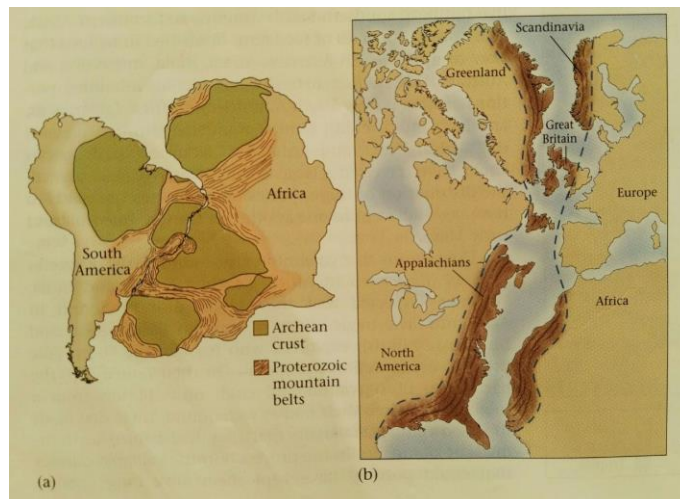 Africa
South
America
Archean
crust
Proterozoic
mountain
belts
(a)
Scandinavia
Greenland
Great
Britain
Europe
Appalachians
Africa
North
America
(b)